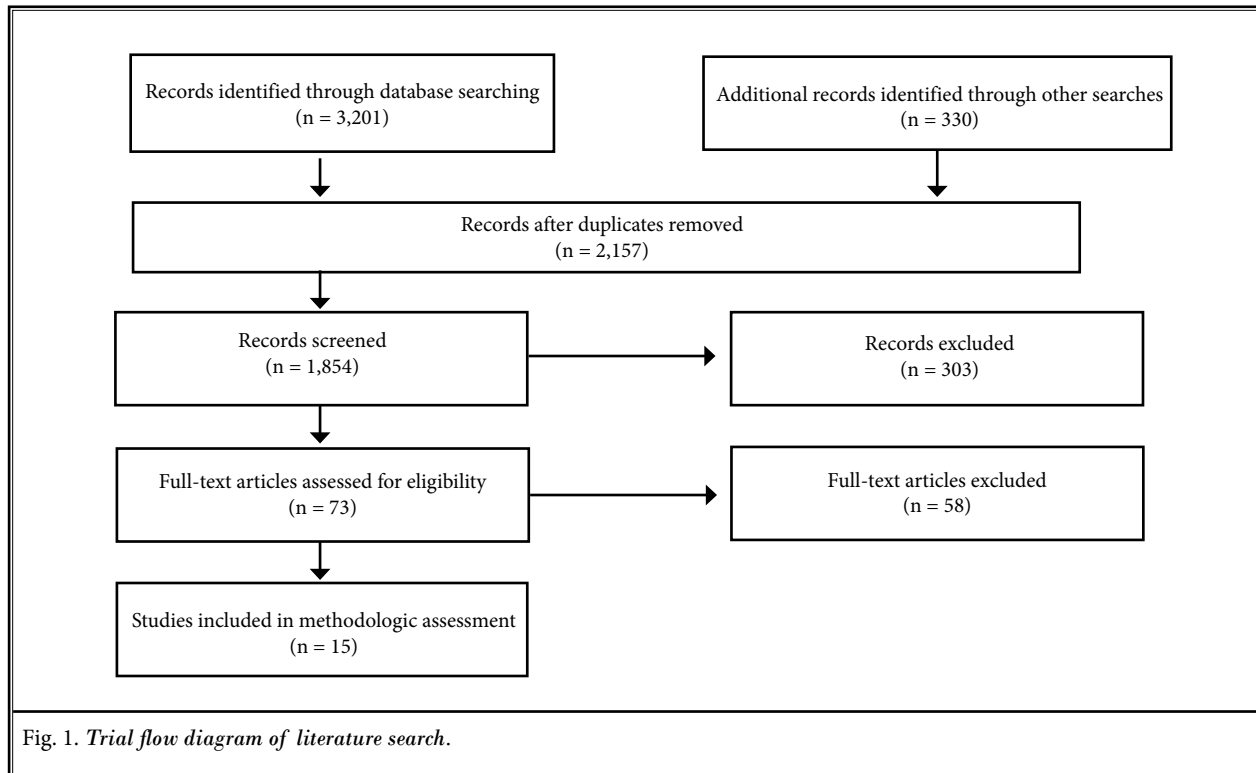 Records identified through database searching
(n = 3,201)
Additional records identified through other searches
(n = 330)
Records after duplicates removed
(n = 2,157)
Records screened
(n = 1,854)
Records excluded
(n = 303)
Full-text articles assessed for eligibility
(n = 73)
Full-text articles excluded
(n = 58)
Studies included in methodologic assessment
(n = 15)
Fig. 1. Trial flow diagram of literature search.